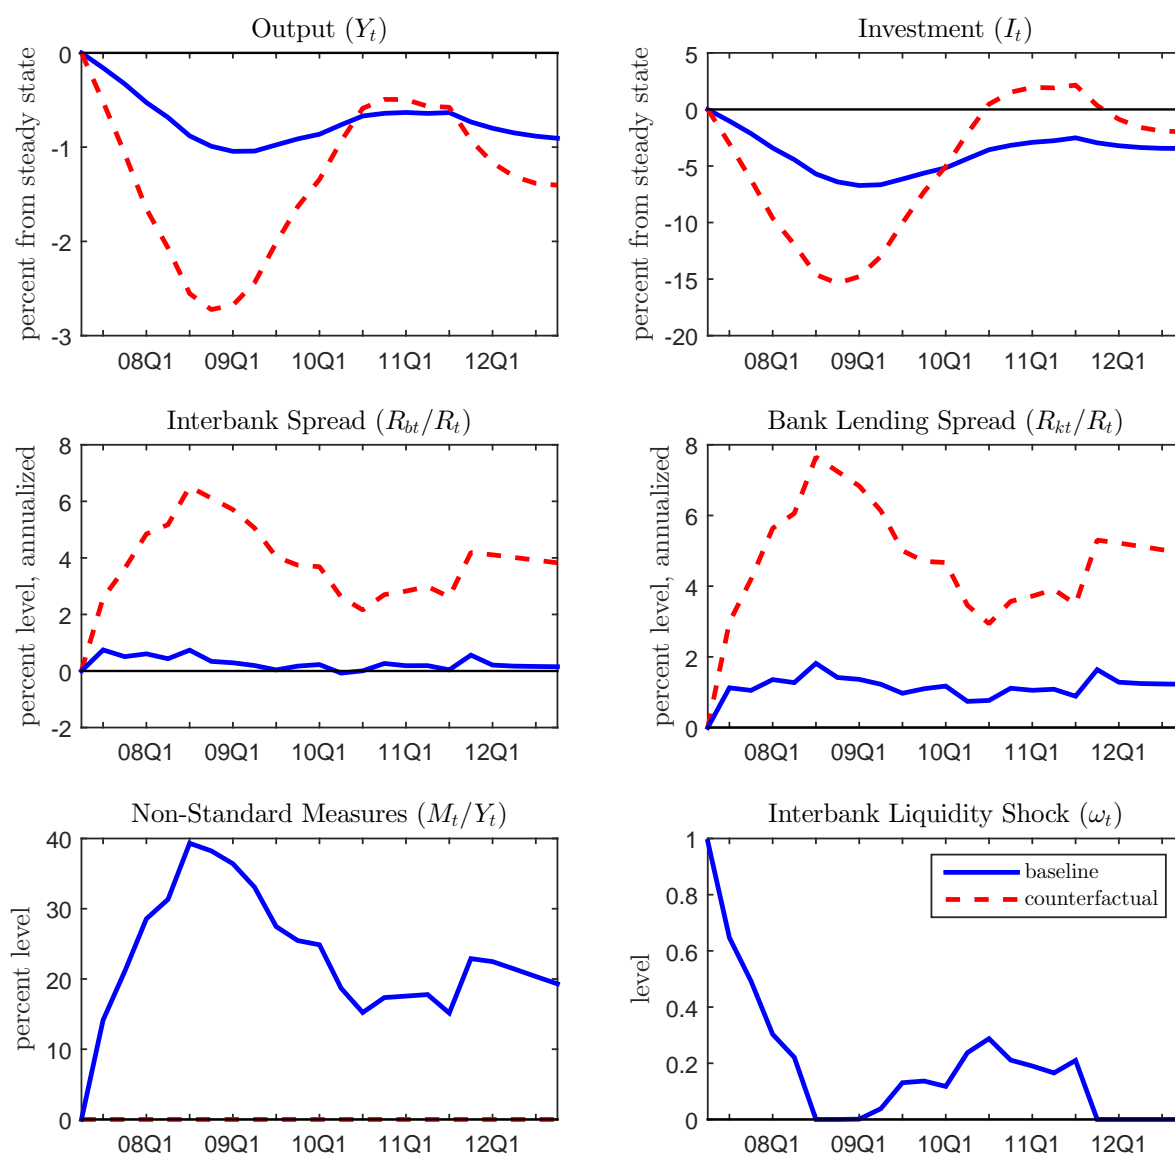 Output (Y_t)
percent from steady state
0
-1
-2
-3
08Q1 09Q1 10Q1 11Q1 12Q1
Investment (I_t)
percent from steady state
5
0
-5
-10
-15
-20
08Q1 09Q1 10Q1 11Q1 12Q1
Interbank Spread (R_{bt}/R_t)
percent level, annualized
8
6
4
2
0
-2
08Q1 09Q1 10Q1 11Q1 12Q1
Bank Lending Spread (R_{kt}/R_t)
percent level, annualized
8
6
4
2
0
08Q1 09Q1 10Q1 11Q1 12Q1
Non-Standard Measures (M_t/Y_t)
percent level
40
30
20
10
0
08Q1 09Q1 10Q1 11Q1 12Q1
Interbank Liquidity Shock (ω_t)
level
1
0.8
0.6
0.4
0.2
0
baseline
counterfactual
08Q1 09Q1 10Q1 11Q1 12Q1